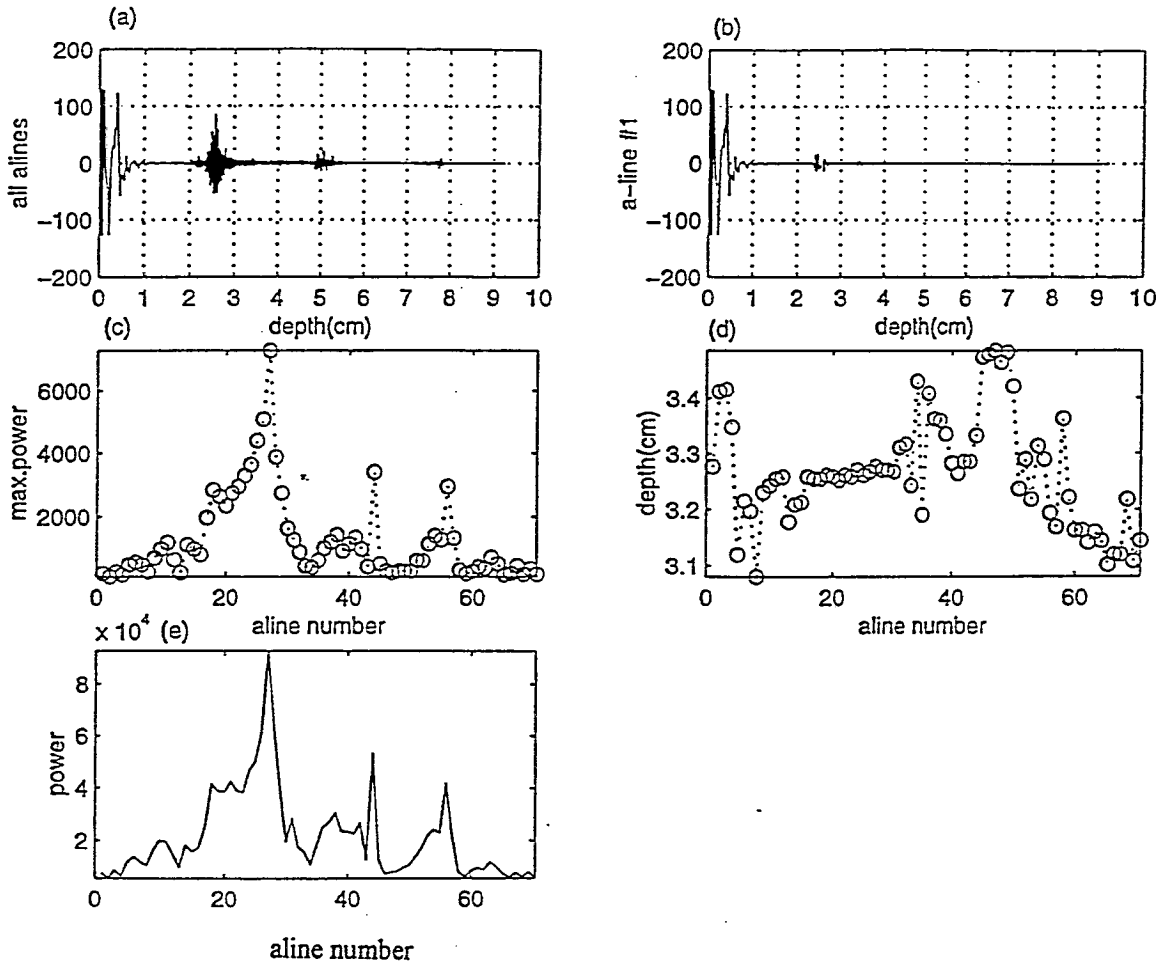 (a)
200
100
0
−100
−200
all alines
0 1 2 3 4 5 6 7 8 9 10
depth(cm)
(b)
200
100
0
−100
−200
a−line #1
0 1 2 3 4 5 6 7 8 9 10
depth(cm)
(c)
6000
4000
2000
max.power
0 20 40 60
aline number
(d)
3.4
3.3
3.2
3.1
depth(cm)
0 20 40 60
aline number
x 10⁴ (e)
8
6
4
2
power
0 20 40 60
aline number